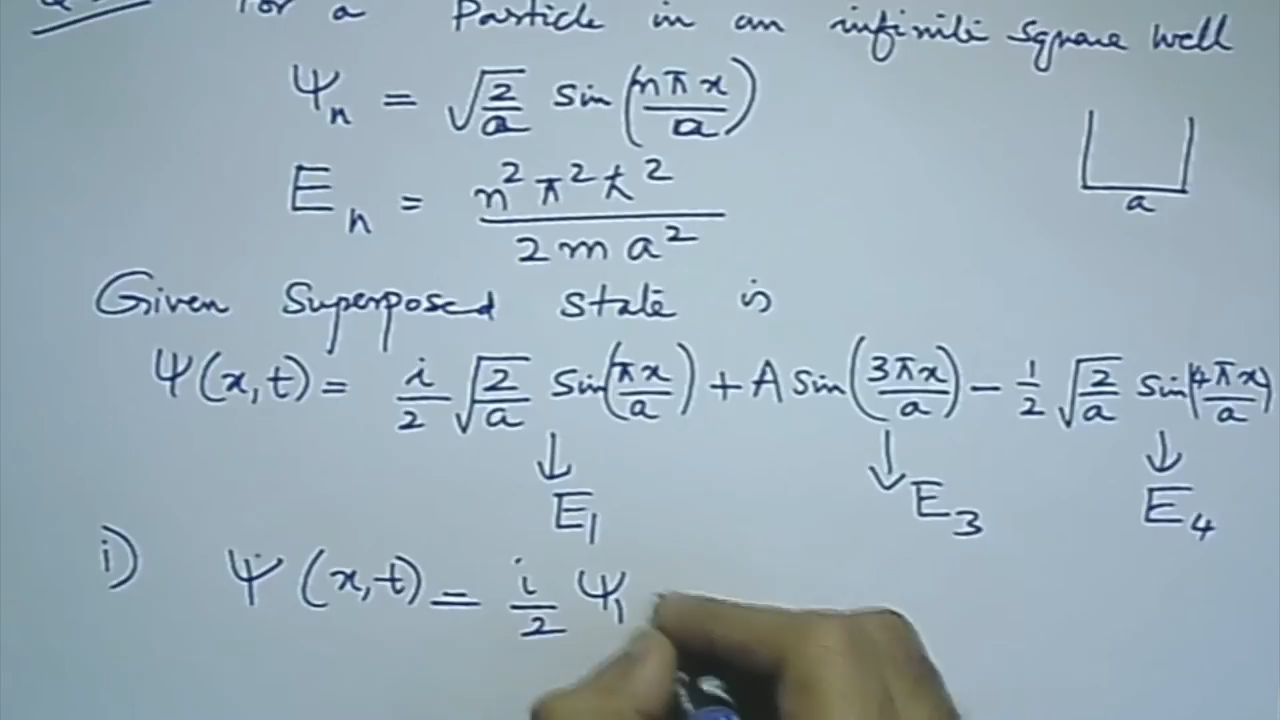 For a Particle in an infinite Square Well
Ψₙ = √(2/a) Sin(nπx/a)
Eₙ = n²π²ħ² / 2ma²
a
Given Superposed state is
Ψ(x,t) = i/2 √(2/a) Sin(πx/a) + A Sin(3πx/a) − 1/2 √(2/a) Sin(4πx/a)
↓ ↓ ↓
E₁ E₃ E₄
i) Ψ(x,t) = i/2 Ψ₁